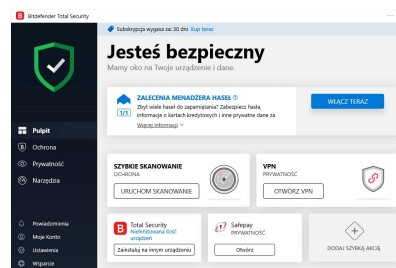 Bitdefender Total Security
Subskrypcja wygasa za: 30 dni Kup teraz
Jesteś bezpieczny
Mamy oko na Twoje urządzenie i dane.
ZALECENIA MENADŻERA HASEŁ
1/1
Zbyt wiele haseł do zapamiętania? Zabezpiecz hasła,
informacje o kartach kredytowych i inne prywatne dane za
Więcej informacji
WŁĄCZ TERAZ
Pulpit
Ochrona
Prywatność
Narzędzia
SZYBKIE SKANOWANIE
OCHRONA
URUCHOM SKANOWANIE
VPN
PRYWATNOŚĆ
OTWÓRZ VPN
Powiadomienia
Moje Konto
Ustawienia
Wsparcie
B Total Security
Nielimitowana ilość
urządzeń
Zainstaluj na innym urządzeniu
Safepay
PRYWATNOŚĆ
Otwórz
DODAJ SZYBKĄ AKCJĘ